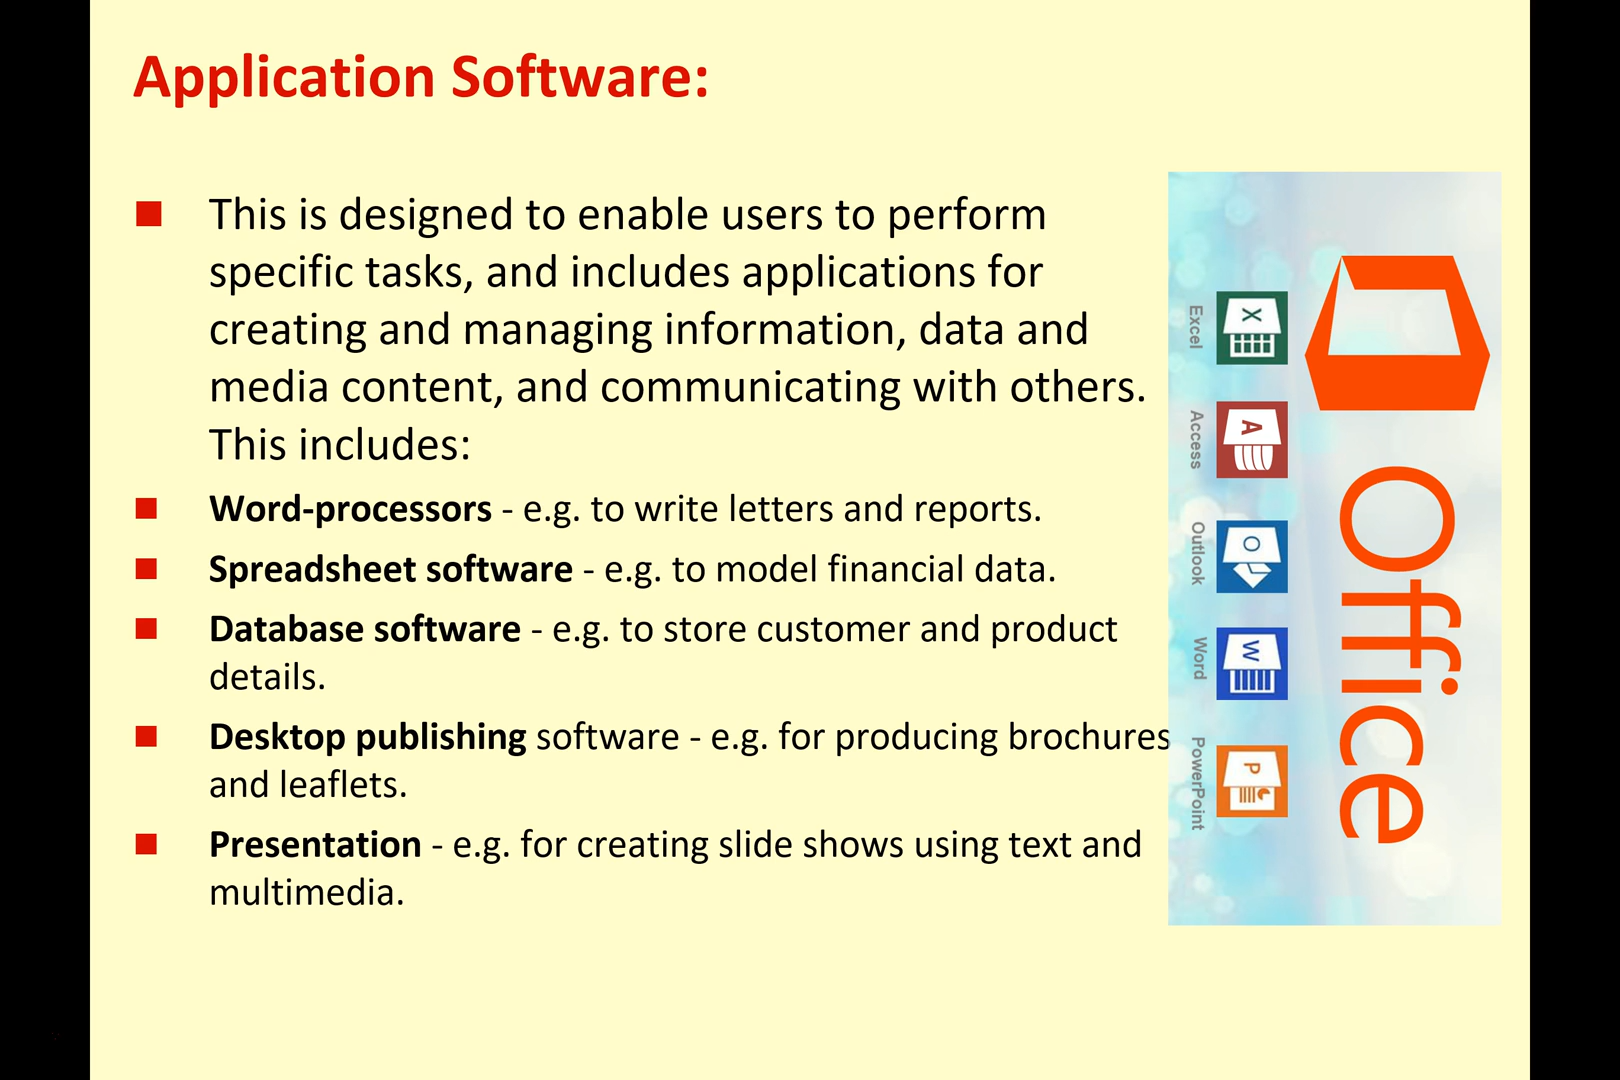 Application Software:
This is designed to enable users to perform
specific tasks, and includes applications for
creating and managing information, data and
media content, and communicating with others.
This includes:
Word-processors - e.g. to write letters and reports.
Spreadsheet software - e.g. to model financial data.
Database software - e.g. to store customer and product
details.
Desktop publishing software - e.g. for producing brochures
and leaflets.
Presentation - e.g. for creating slide shows using text and
multimedia.
Office
X
A
O
W
P
Excel
Access
Outlook
Word
PowerPoint